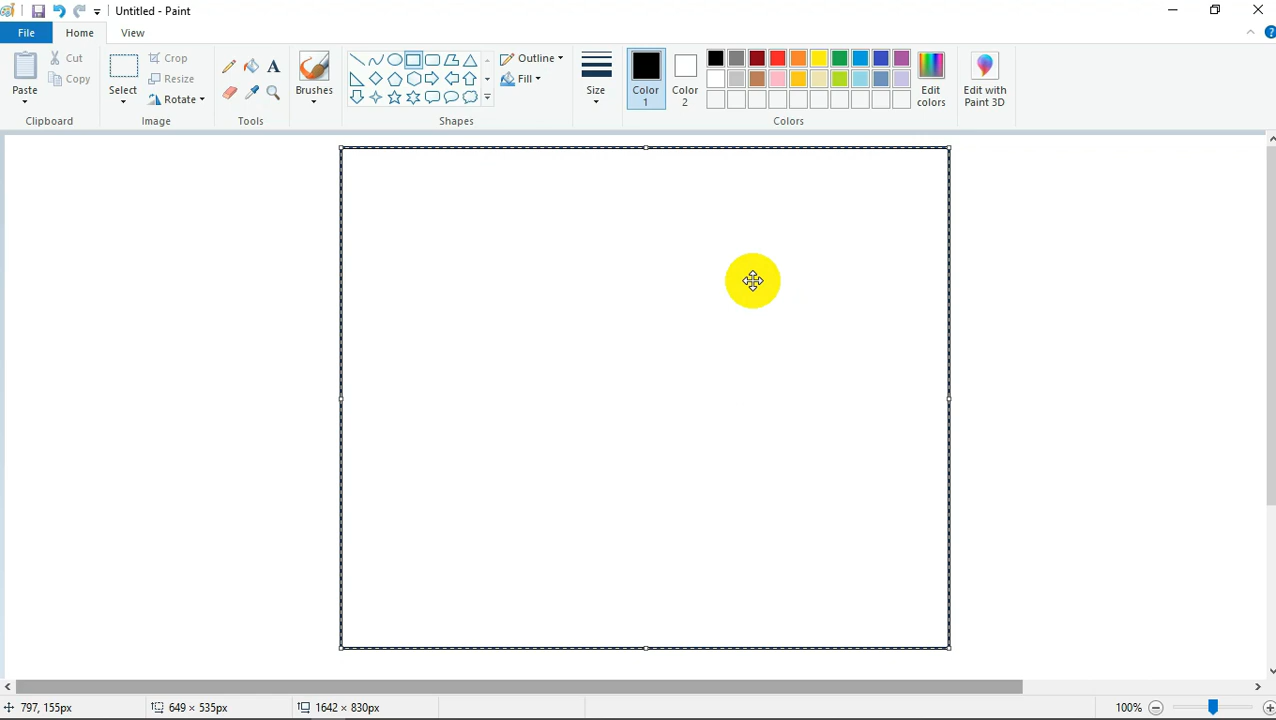 Untitled - Paint
File Home View
Paste Cut Copy
Clipboard
Select Crop Resize Rotate
Image
A
Tools
Brushes
Outline
Fill
Shapes
Size
Color 1
Color 2
Edit colors
Colors
Edit with Paint 3D
?
797, 155px 649 × 535px 1642 × 830px 100%